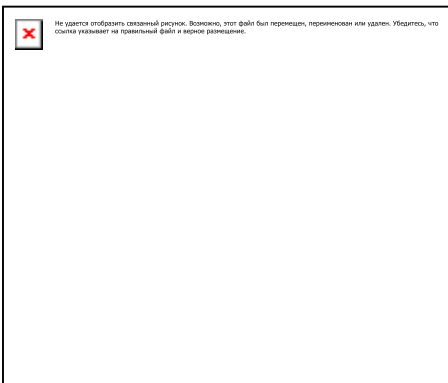 Не удается отобразить связанный рисунок. Возможно, этот файл был перемещен, переименован или удален. Убедитесь, что
ссылка указывает на правильный файл и верное размещение.